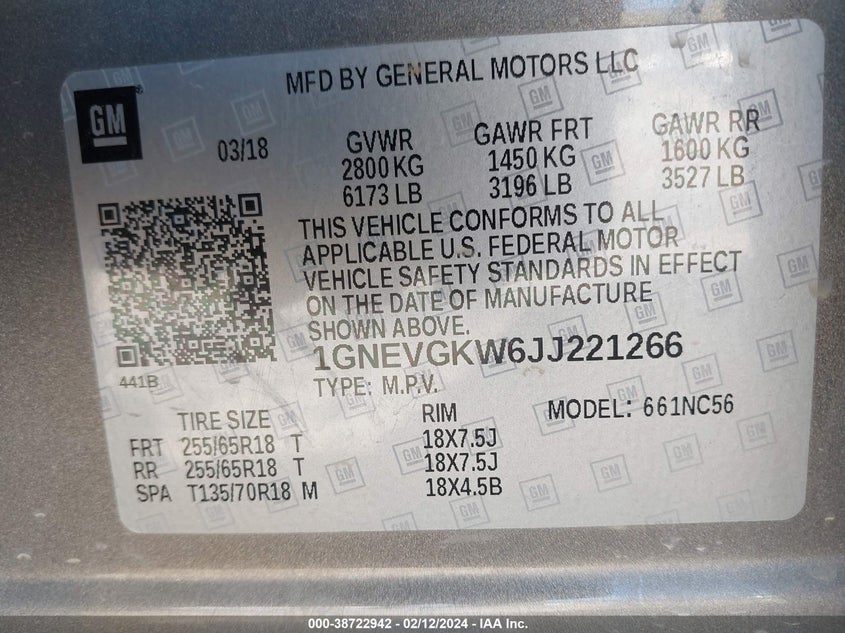 MFD BY GENERAL MOTORS LLC
GM
03/18
GVWR GAWR FRT GAWR RR
2800 KG 1450 KG 1600 KG
6173 LB 3196 LB 3527 LB
THIS VEHICLE CONFORMS TO ALL
APPLICABLE U.S. FEDERAL MOTOR
VEHICLE SAFETY STANDARDS IN EFFECT
ON THE DATE OF MANUFACTURE
SHOWN ABOVE.
1GNEVGKW6JJ221266
441B
TYPE: M.P.V.
TIRE SIZE RIM MODEL: 661NC56
FRT 255/65R18 T 18X7.5J
RR 255/65R18 T 18X7.5J
SPA T135/70R18 M 18X4.5B
000-38722942 - 02/12/2024 - IAA Inc.